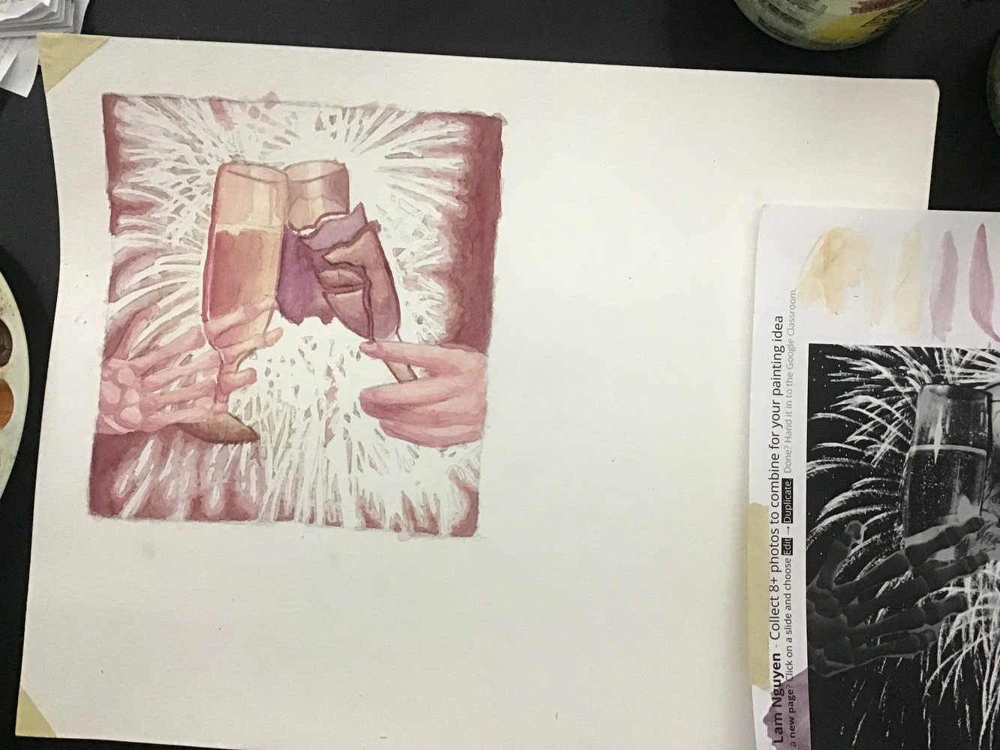 Lam Nguyen - Collect 8+ photos to combine for your painting idea
a new page? Click on a slide and choose Edit → Duplicate. Done? Hand it in to the Google Classroom.